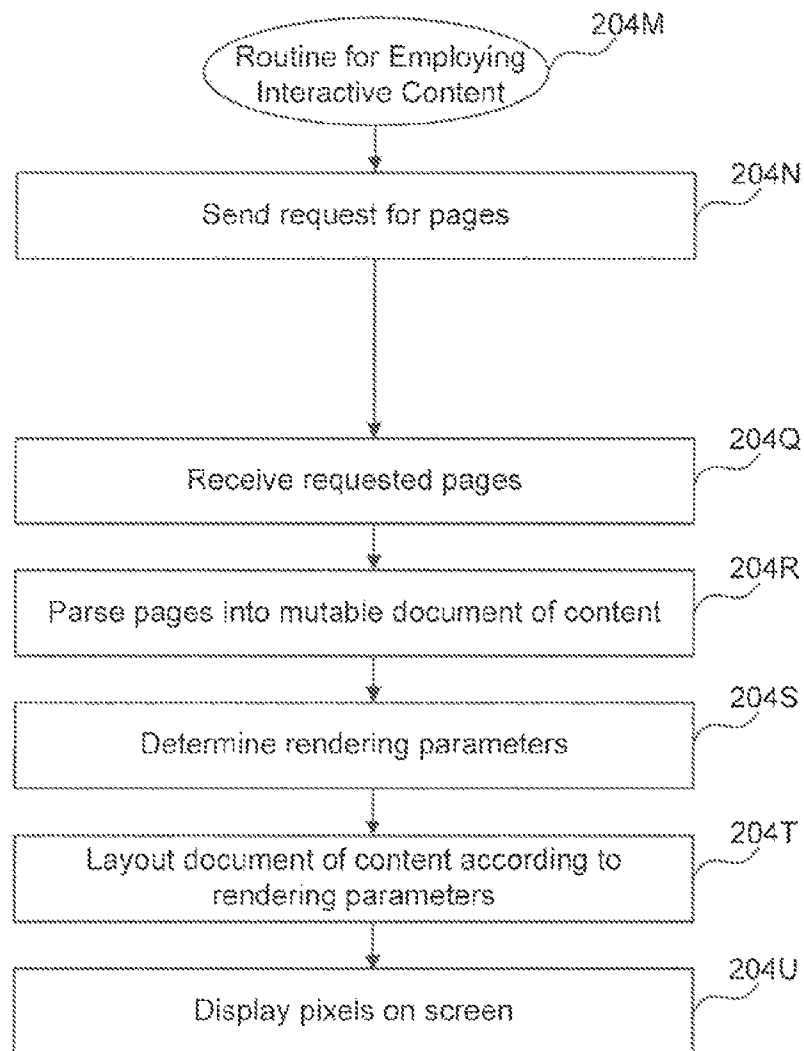 204M
Routine for Employing
Interactive Content
204N
Send request for pages
204Q
Receive requested pages
204R
Parse pages into mutable document of content
204S
Determine rendering parameters
204T
Layout document of content according to
rendering parameters
204U
Display pixels on screen